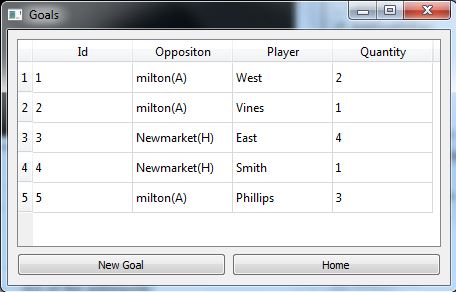 Goals
Id Oppositon Player Quantity
1 1 milton(A) West 2
2 2 milton(A) Vines 1
3 3 Newmarket(H) East 4
4 4 Newmarket(H) Smith 1
5 5 milton(A) Phillips 3
New Goal Home